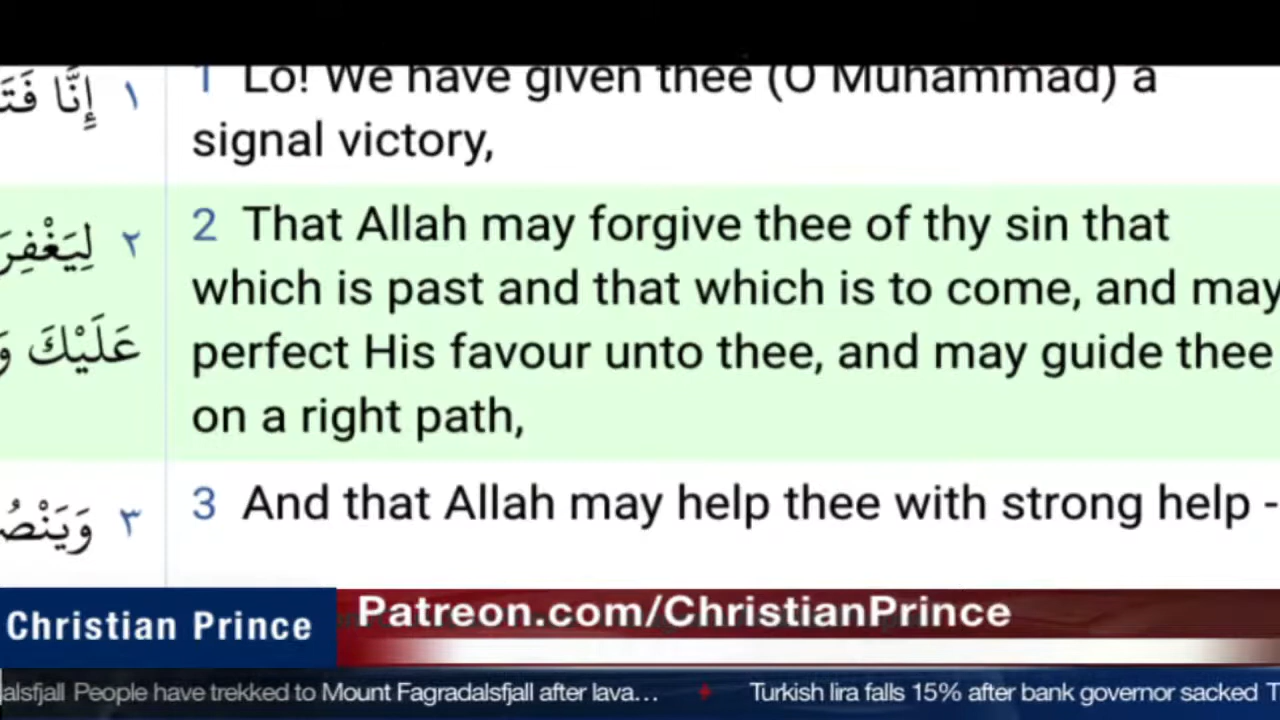 ١ إِنَّا
1 Lo! We have given thee (O Muhammad) a
signal victory,
٢
2 That Allah may forgive thee of thy sin that
which is past and that which is to come, and may
perfect His favour unto thee, and may guide thee
on a right path,
عَلَيْكَ
٣
3 And that Allah may help thee with strong help -
Christian Prince
Patreon.com/ChristianPrince
alsfjall People have trekked to Mount Fagradalsfjall after lava... Turkish lira falls 15% after bank governor sacked T